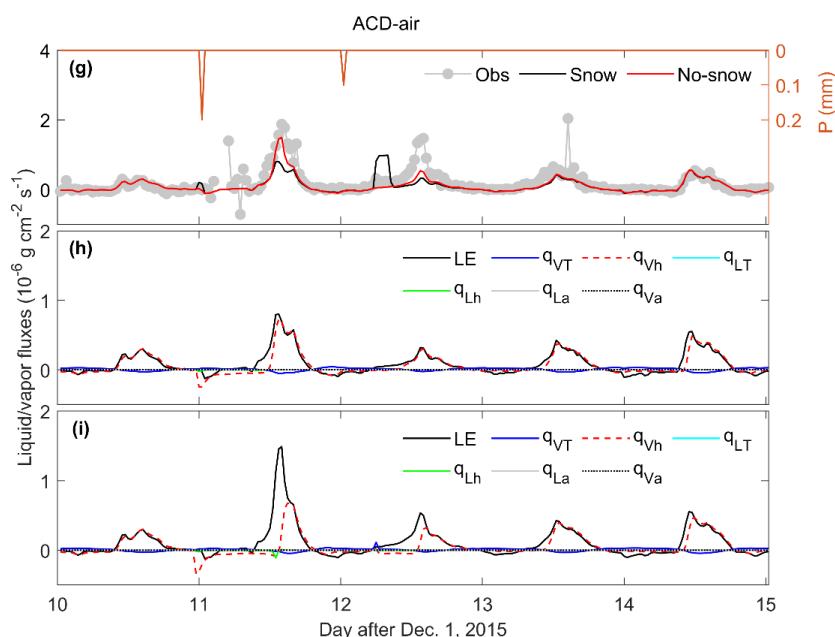 ACD-air
4
2
0
(g)
Obs Snow No-snow
0
0.1
0.2
P (mm)
Liquid/vapor fluxes (10⁻⁶ g cm⁻² s⁻¹)
2
1
0
(h)
LE q_VT q_Vh q_LT
q_Lh q_La q_Va
2
1
0
(i)
LE q_VT q_Vh q_LT
q_Lh q_La q_Va
10 11 12 13 14 15
Day after Dec. 1, 2015